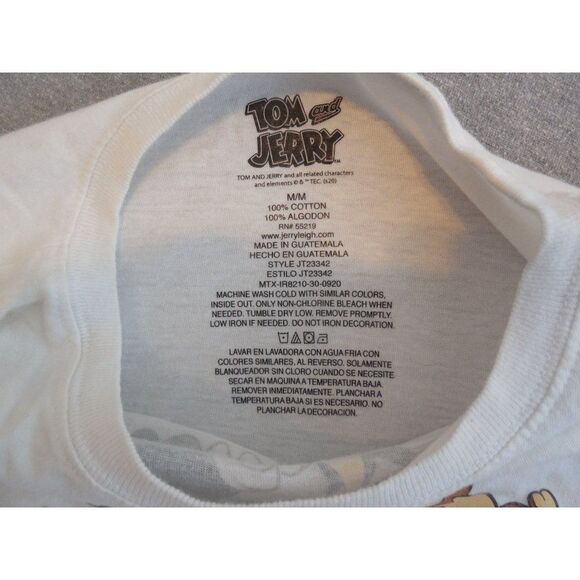 TOM and
JERRY™
TOM AND JERRY and all related characters
and elements © & ™ TEC. (s20)
M/M
100% COTTON
100% ALGODON
RN# 55219
www.jerryleigh.com
MADE IN GUATEMALA
HECHO EN GUATEMALA
STYLE JT23342
ESTILO JT23342
MTX-IR8210-30-0920
MACHINE WASH COLD WITH SIMILAR COLORS,
INSIDE OUT. ONLY NON-CHLORINE BLEACH WHEN
NEEDED. TUMBLE DRY LOW. REMOVE PROMPTLY.
LOW IRON IF NEEDED. DO NOT IRON DECORATION.
LAVAR EN LAVADORA CON AGUA FRIA CON
COLORES SIMILARES, AL REVERSO. SOLAMENTE
BLANQUEADOR SIN CLORO CUANDO SE NECESITE
SECAR EN MAQUINA A TEMPERATURA BAJA.
REMOVER INMEDIATAMENTE. PLANCHAR A
TEMPERATURA BAJA SI ES NECESARIO. NO
PLANCHAR LA DECORACION.